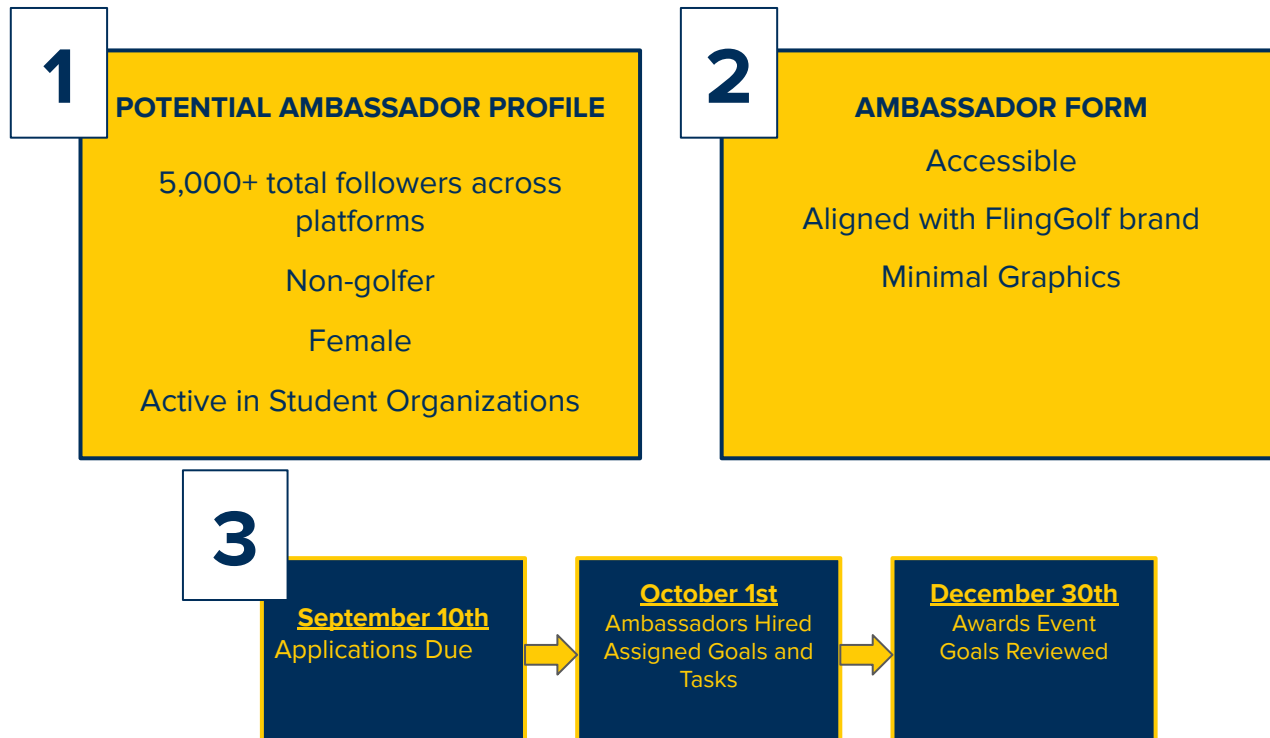 1
POTENTIAL AMBASSADOR PROFILE
5,000+ total followers across
platforms
Non-golfer
Female
Active in Student Organizations
2
AMBASSADOR FORM
Accessible
Aligned with FlingGolf brand
Minimal Graphics
3
September 10th
Applications Due
October 1st
Ambassadors Hired
Assigned Goals and
Tasks
December 30th
Awards Event
Goals Reviewed